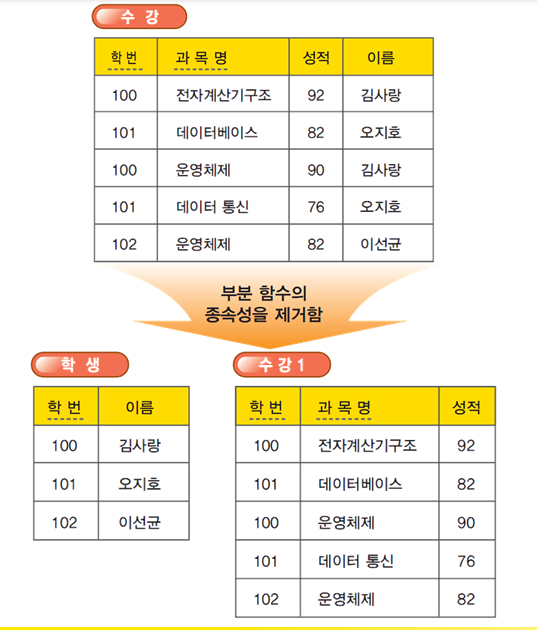 수 강
학 번 과 목 명 성적 이름
100 전자계산기구조 92 김사랑
101 데이터베이스 82 오지호
100 운영체제 90 김사랑
101 데이터 통신 76 오지호
102 운영체제 82 이선균
부분 함수의
종속성을 제거함
학 생
학 번 이름
100 김사랑
101 오지호
102 이선균
수 강 1
학 번 과 목 명 성적
100 전자계산기구조 92
101 데이터베이스 82
100 운영체제 90
101 데이터 통신 76
102 운영체제 82